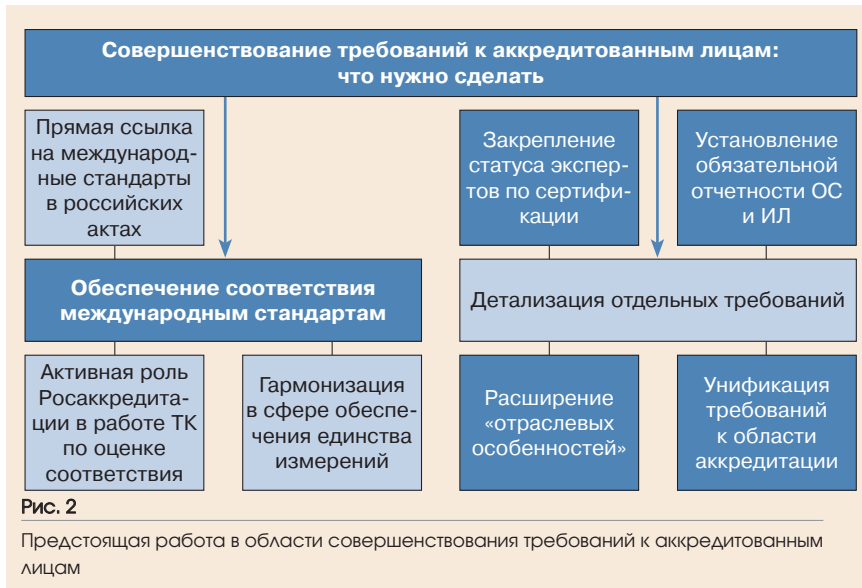 Совершенствование требований к аккредитованным лицам:
что нужно сделать
Прямая ссылка
на международ-
ные стандарты
в российских
актах
Закрепление
статуса экспер-
тов по сертифи-
кации
Установление
обязательной
отчетности ОС
и ИЛ
Обеспечение соответствия
международным стандартам
Детализация отдельных требований
Активная роль
Росаккредита-
ции в работе ТК
по оценке
соответствия
Гармонизация
в сфере обеспе-
чения единства
измерений
Расширение
«отраслевых
особенностей»
Унификация
требований
к области
аккредитации
Рис. 2
Предстоящая работа в области совершенствования требований к аккредитованным
лицам